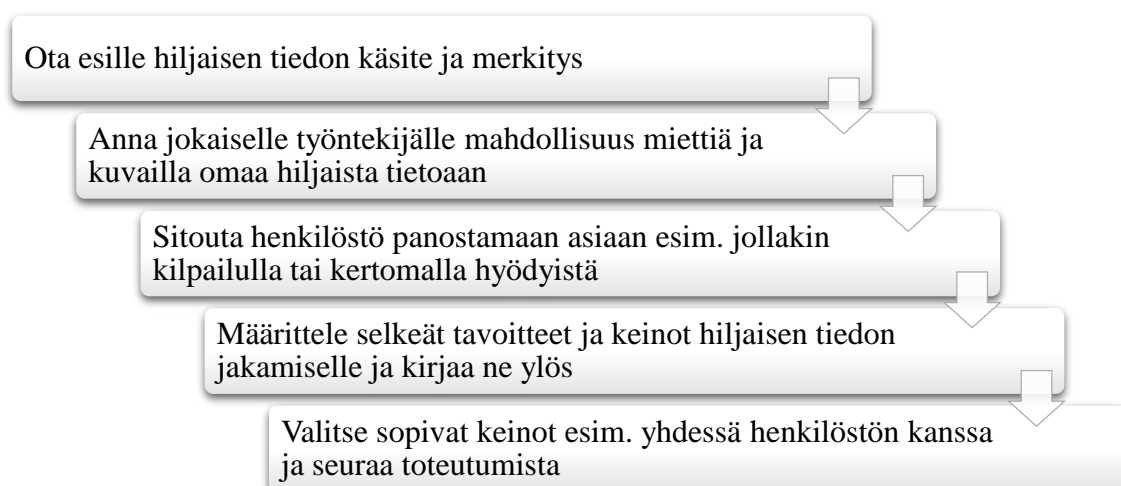 Ota esille hiljaisen tiedon käsite ja merkitys
Anna jokaiselle työntekijälle mahdollisuus miettiä ja
kuvailla omaa hiljaista tietoaan
Sitouta henkilöstö panostamaan asiaan esim. jollakin
kilpailulla tai kertomalla hyödyistä
Määrittele selkeät tavoitteet ja keinot hiljaisen tiedon
jakamiselle ja kirjaa ne ylös
Valitse sopivat keinot esim. yhdessä henkilöstön kanssa
ja seuraa toteutumista